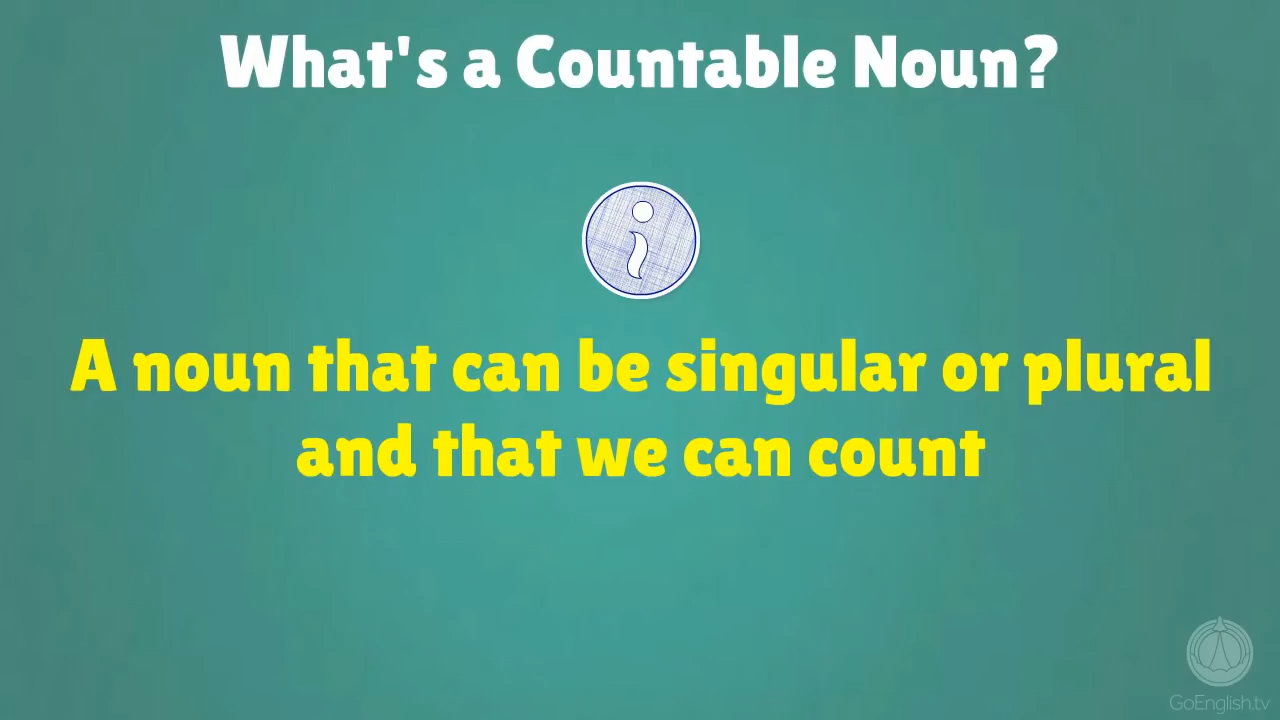 What's a Countable Noun?
A noun that can be singular or plural
and that we can count
GoEnglish.tv